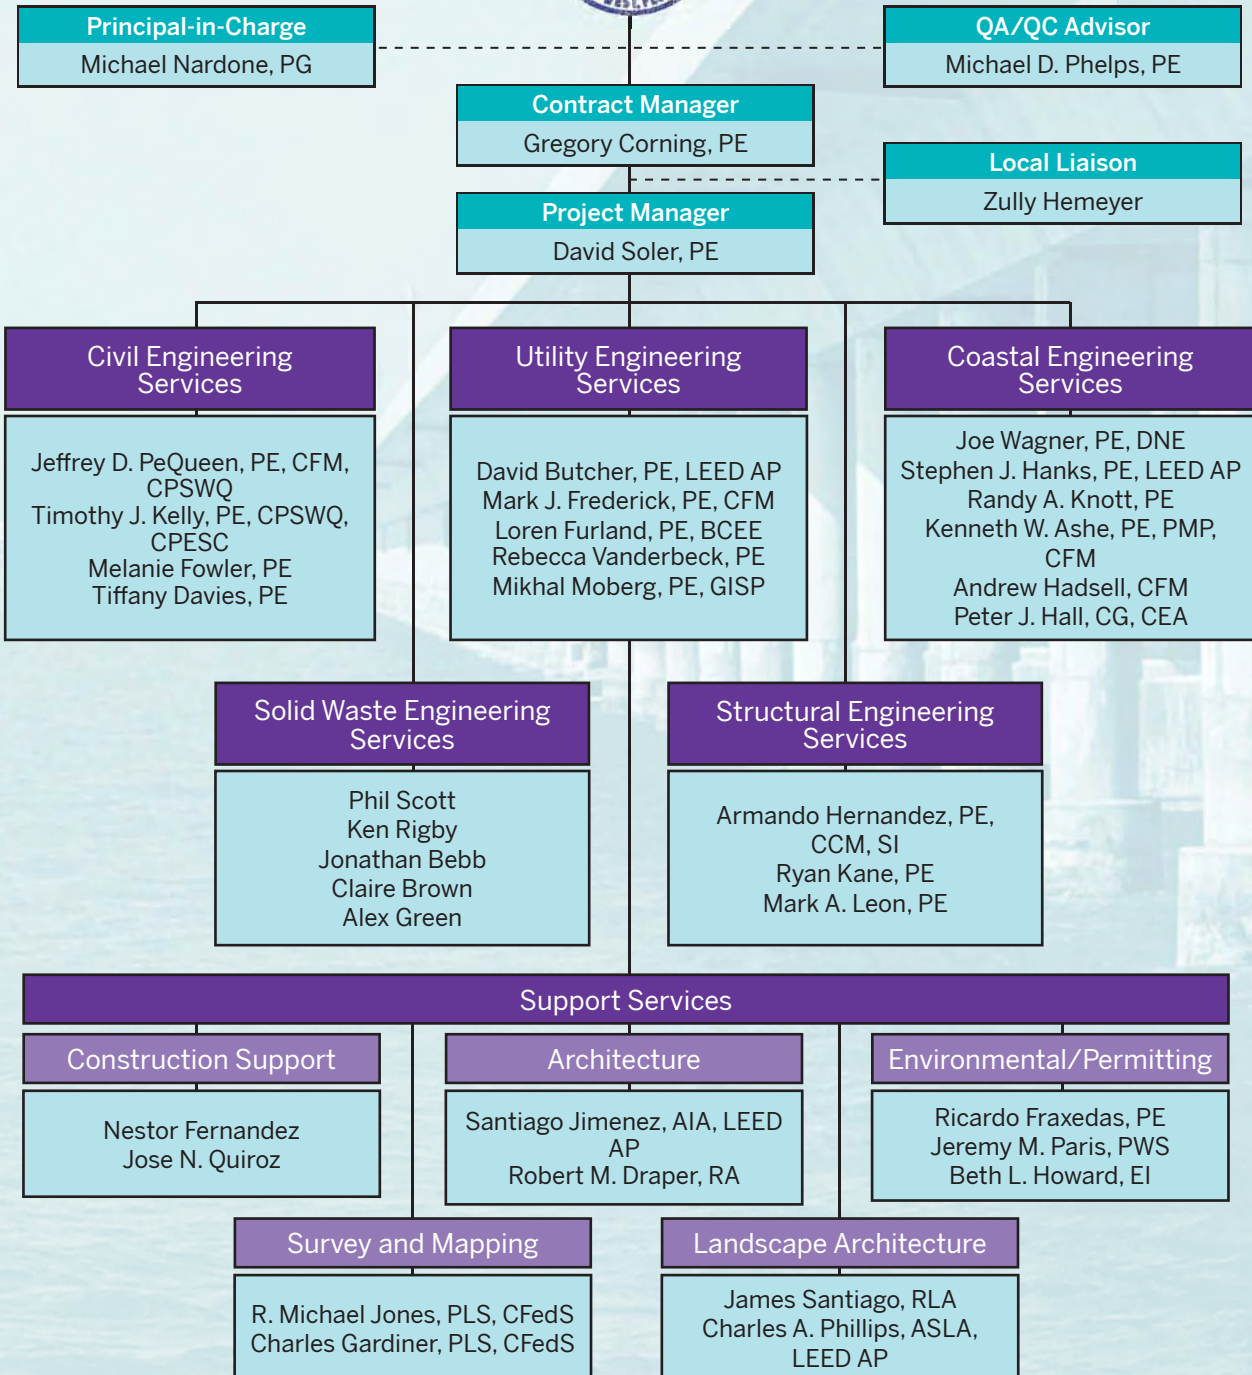 Principal-in-Charge
Michael Nardone, PG
QA/QC Advisor
Michael D. Phelps, PE
Contract Manager
Gregory Corning, PE
Local Liaison
Zully Hemeyer
Project Manager
David Soler, PE
Civil Engineering
Services
Jeffrey D. PeQueen, PE, CFM,
CPSWQ
Timothy J. Kelly, PE, CPSWQ,
CPESC
Melanie Fowler, PE
Tiffany Davies, PE
Utility Engineering
Services
David Butcher, PE, LEED AP
Mark J. Frederick, PE, CFM
Loren Furland, PE, BCEE
Rebecca Vanderbeck, PE
Mikhal Moberg, PE, GISP
Coastal Engineering
Services
Joe Wagner, PE, DNE
Stephen J. Hanks, PE, LEED AP
Randy A. Knott, PE
Kenneth W. Ashe, PE, PMP,
CFM
Andrew Hadsell, CFM
Peter J. Hall, CG, CEA
Solid Waste Engineering
Services
Phil Scott
Ken Rigby
Jonathan Bebb
Claire Brown
Alex Green
Structural Engineering
Services
Armando Hernandez, PE,
CCM, SI
Ryan Kane, PE
Mark A. Leon, PE
Support Services
Construction Support
Nestor Fernandez
Jose N. Quiroz
Architecture
Santiago Jimenez, AIA, LEED
AP
Robert M. Draper, RA
Environmental/Permitting
Ricardo Fraxedas, PE
Jeremy M. Paris, PWS
Beth L. Howard, EI
Survey and Mapping
R. Michael Jones, PLS, CFedS
Charles Gardiner, PLS, CFedS
Landscape Architecture
James Santiago, RLA
Charles A. Phillips, ASLA,
LEED AP